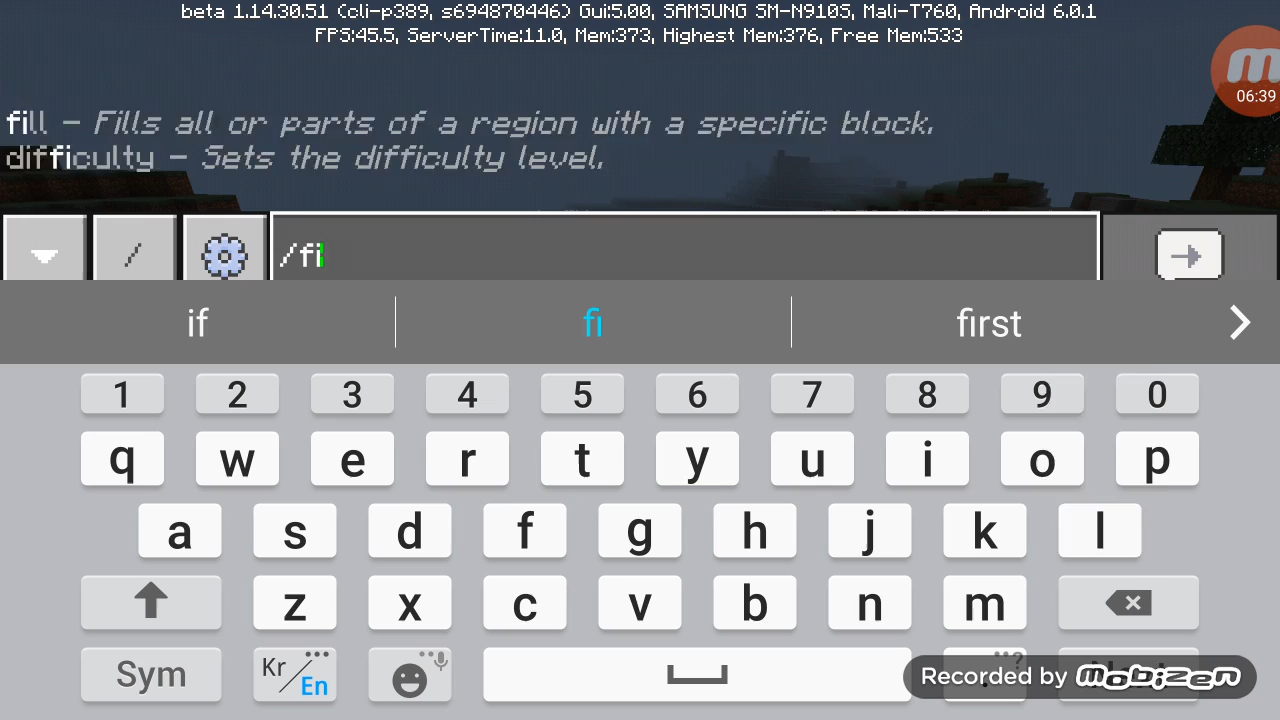 beta 1.14.30.51 (cli-p389, s694870446) Gui:5.00, SAMSUNG SM-N910S, Mali-T760, Android 6.0.1
FPS:45.5, ServerTime:11.0, Mem:373, Highest Mem:376, Free Mem:533
06:39
fill – Fills all or parts of a region with a specific block.
difficulty – Sets the difficulty level.
/
/fi
if fi first
1 2 3 4 5 6 7 8 9 0
q w e r t y u i o p
a s d f g h j k l
z x c v b n m
Sym Kr/En
Recorded by mobizen